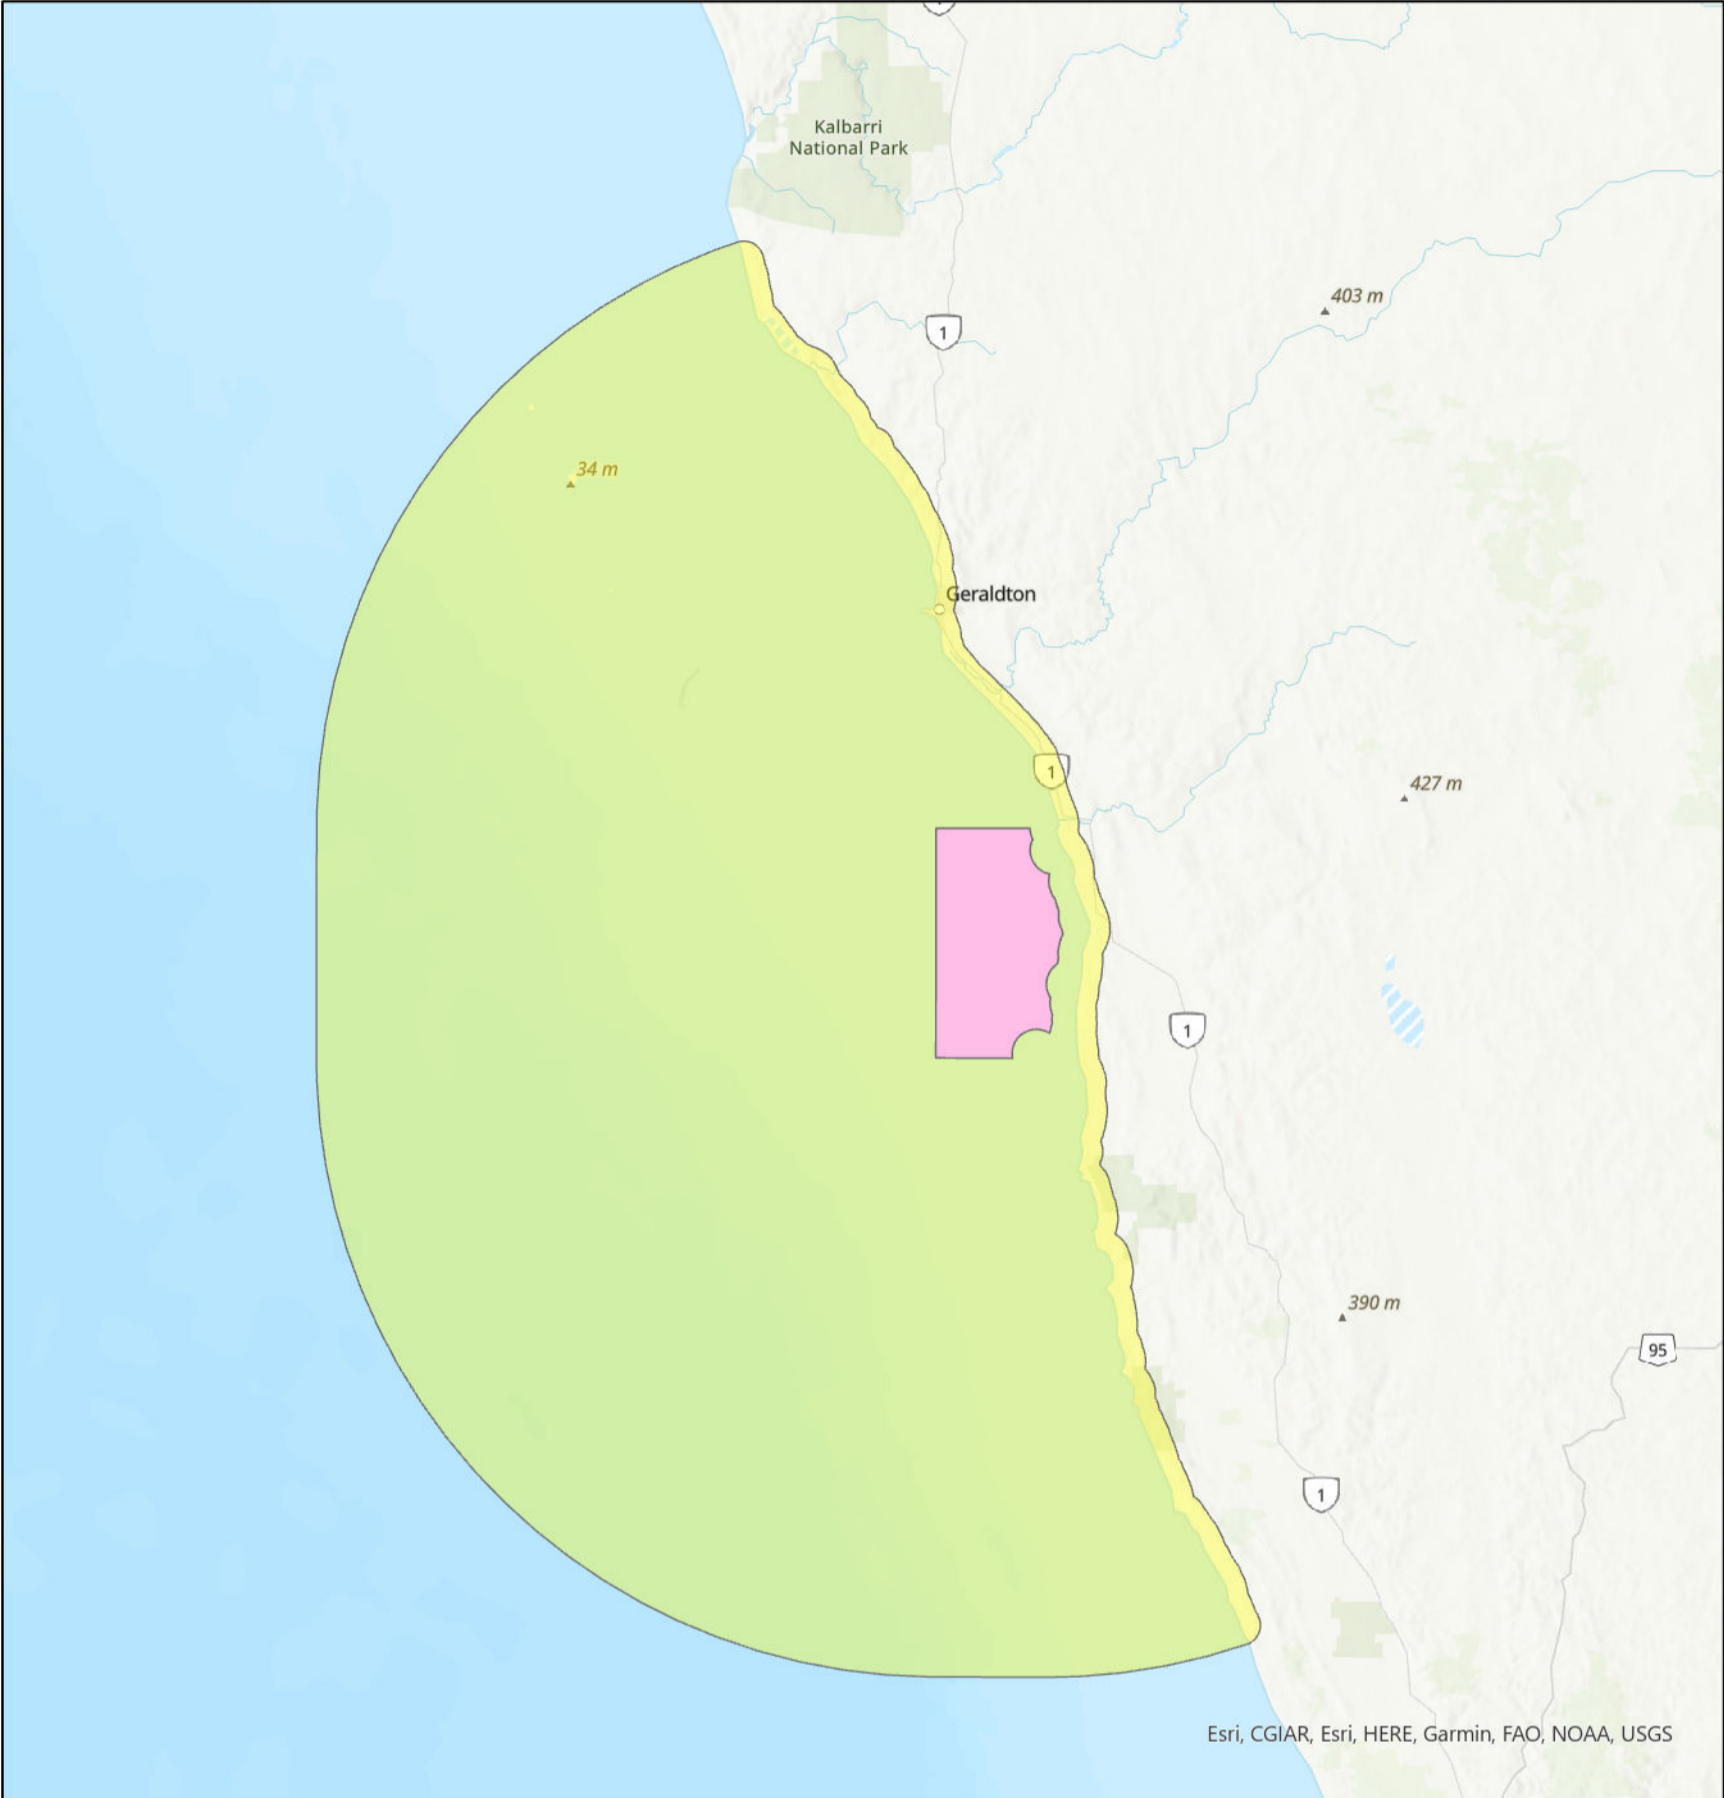 Kalbarri
National Park
403 m
1
34 m
Geraldton
1
427 m
1
390 m
95
1
Esri, CGIAR, Esri, HERE, Garmin, FAO, NOAA, USGS